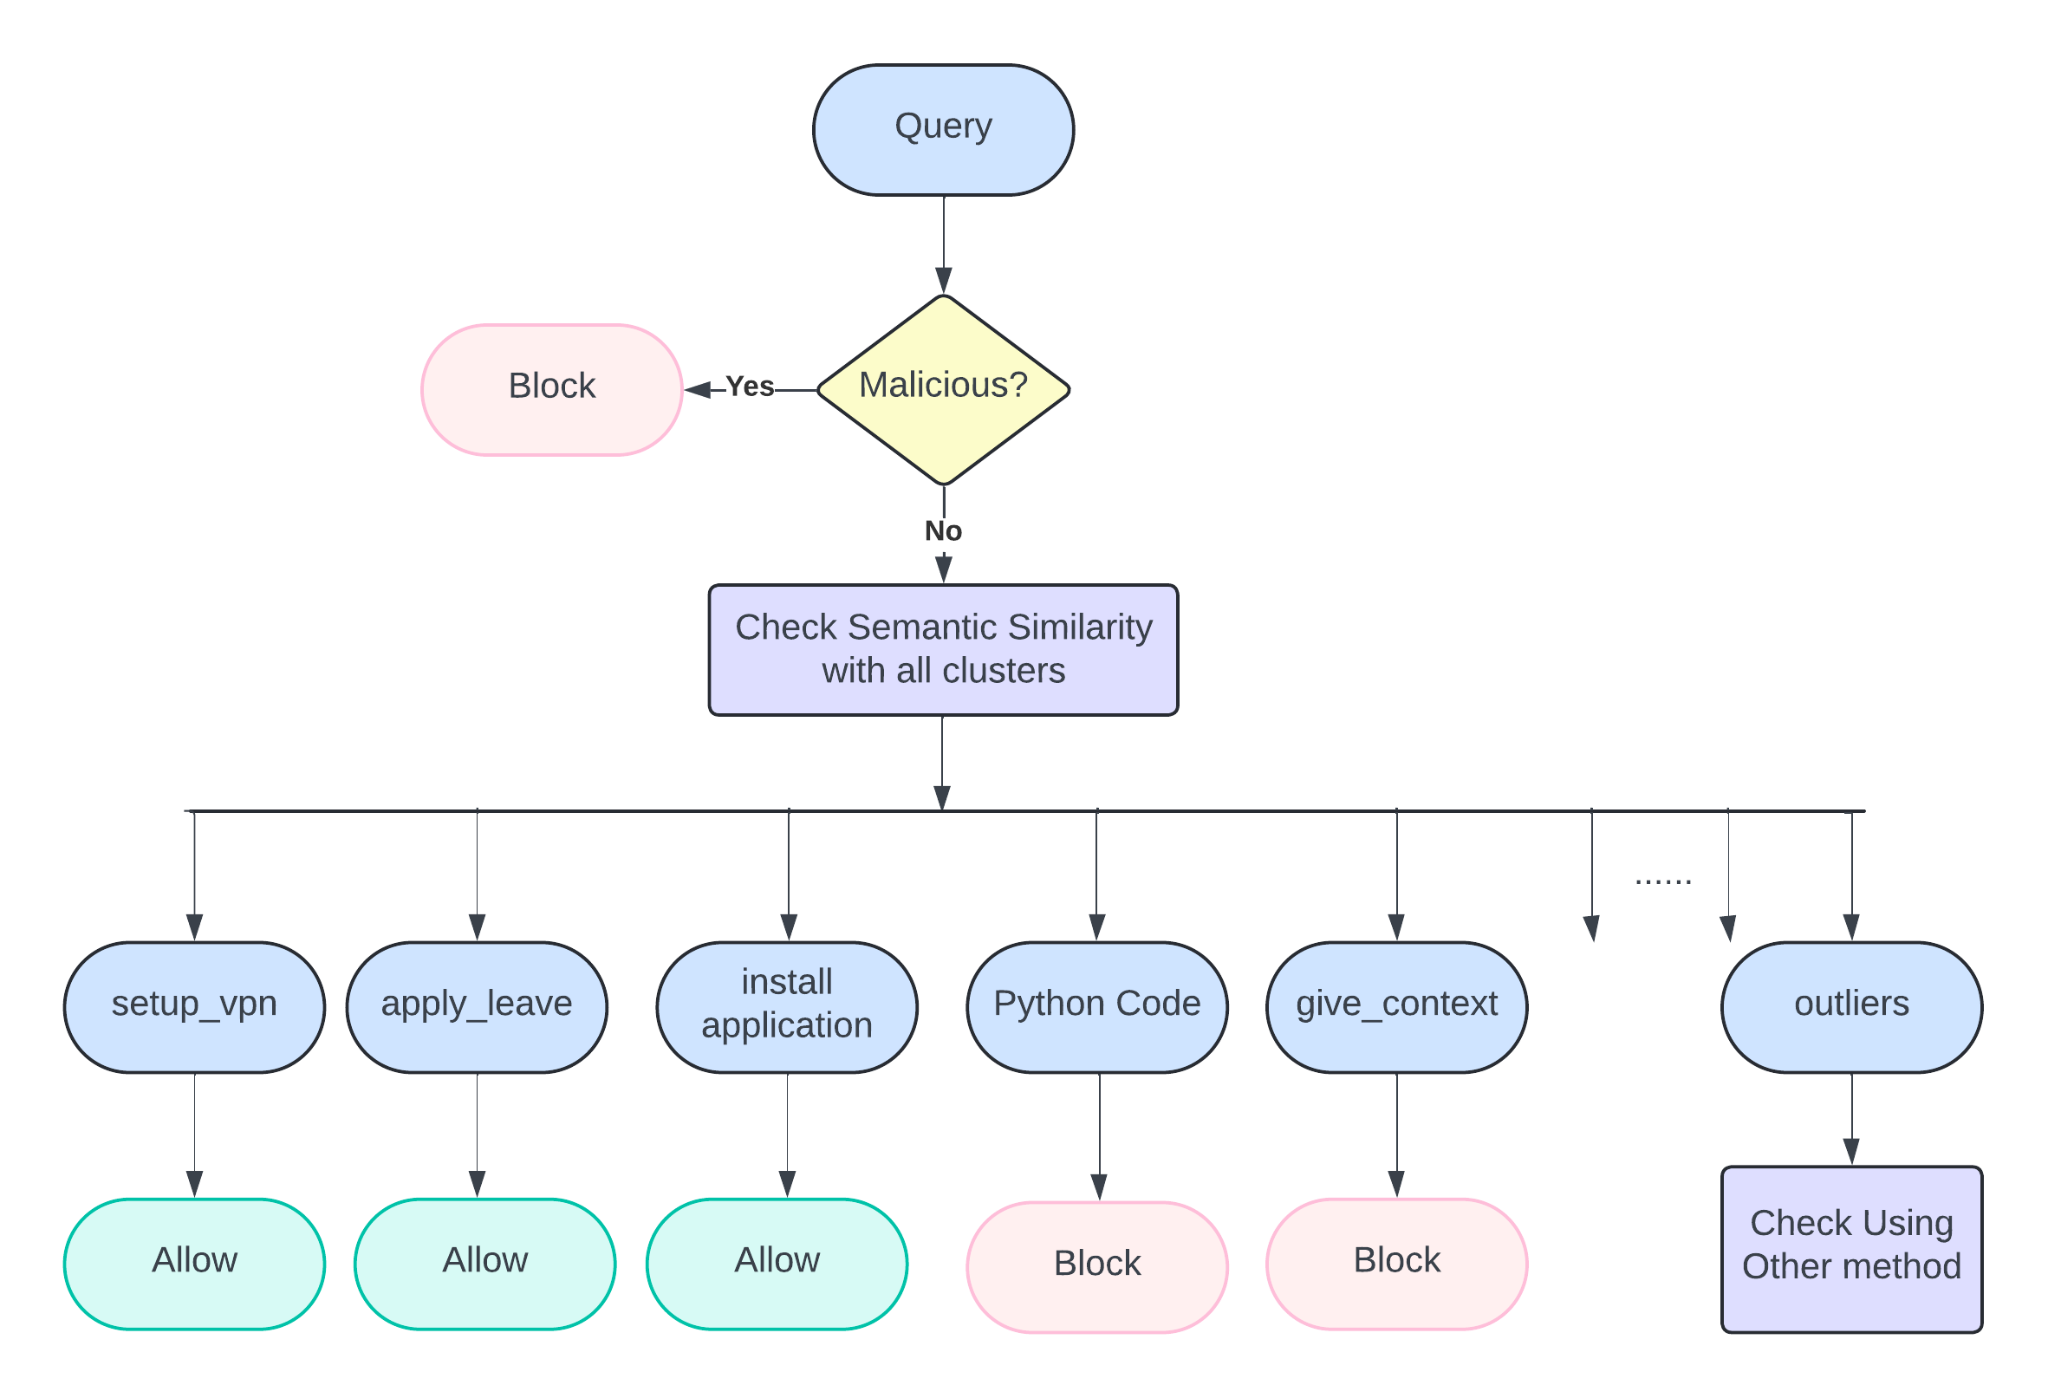 Query
Malicious?
Yes
Block
No
Check Semantic Similarity
with all clusters
......
setup_vpn
apply_leave
install
application
Python Code
give_context
outliers
Allow
Allow
Allow
Block
Block
Check Using
Other method